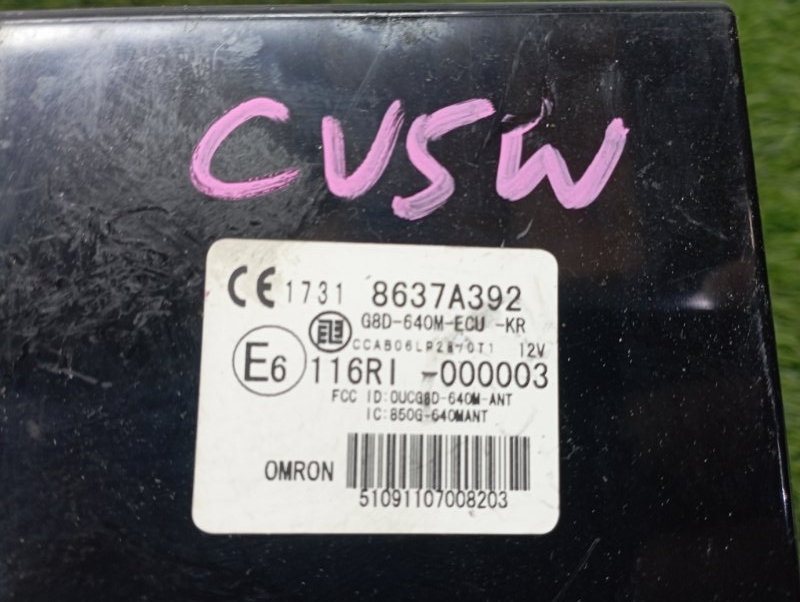 CV5W
CE 1731 8637A392
G8D-640M-ECU -KR
12V
E6 116RI -000003
FCC ID:OUCG8D-640M-ANT
IC:850G-640MANT
OMRON
51091107008203